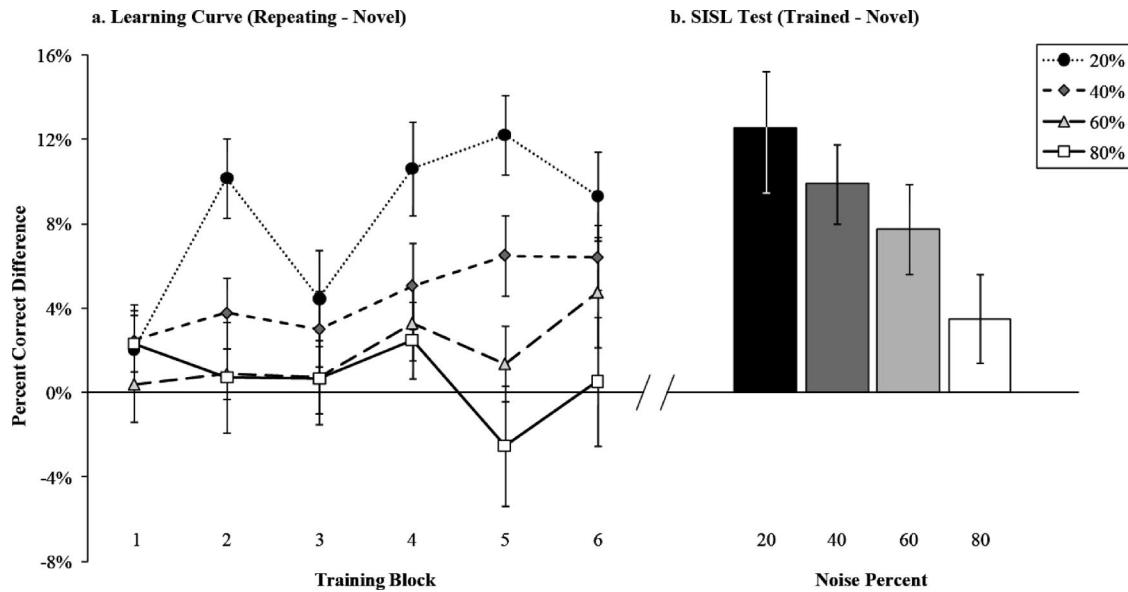 a. Learning Curve (Repeating - Novel)
b. SISL Test (Trained - Novel)
16%
12%
8%
4%
0%
-4%
-8%
Percent Correct Difference
20%
40%
60%
80%
1 2 3 4 5 6
20 40 60 80
Training Block
Noise Percent